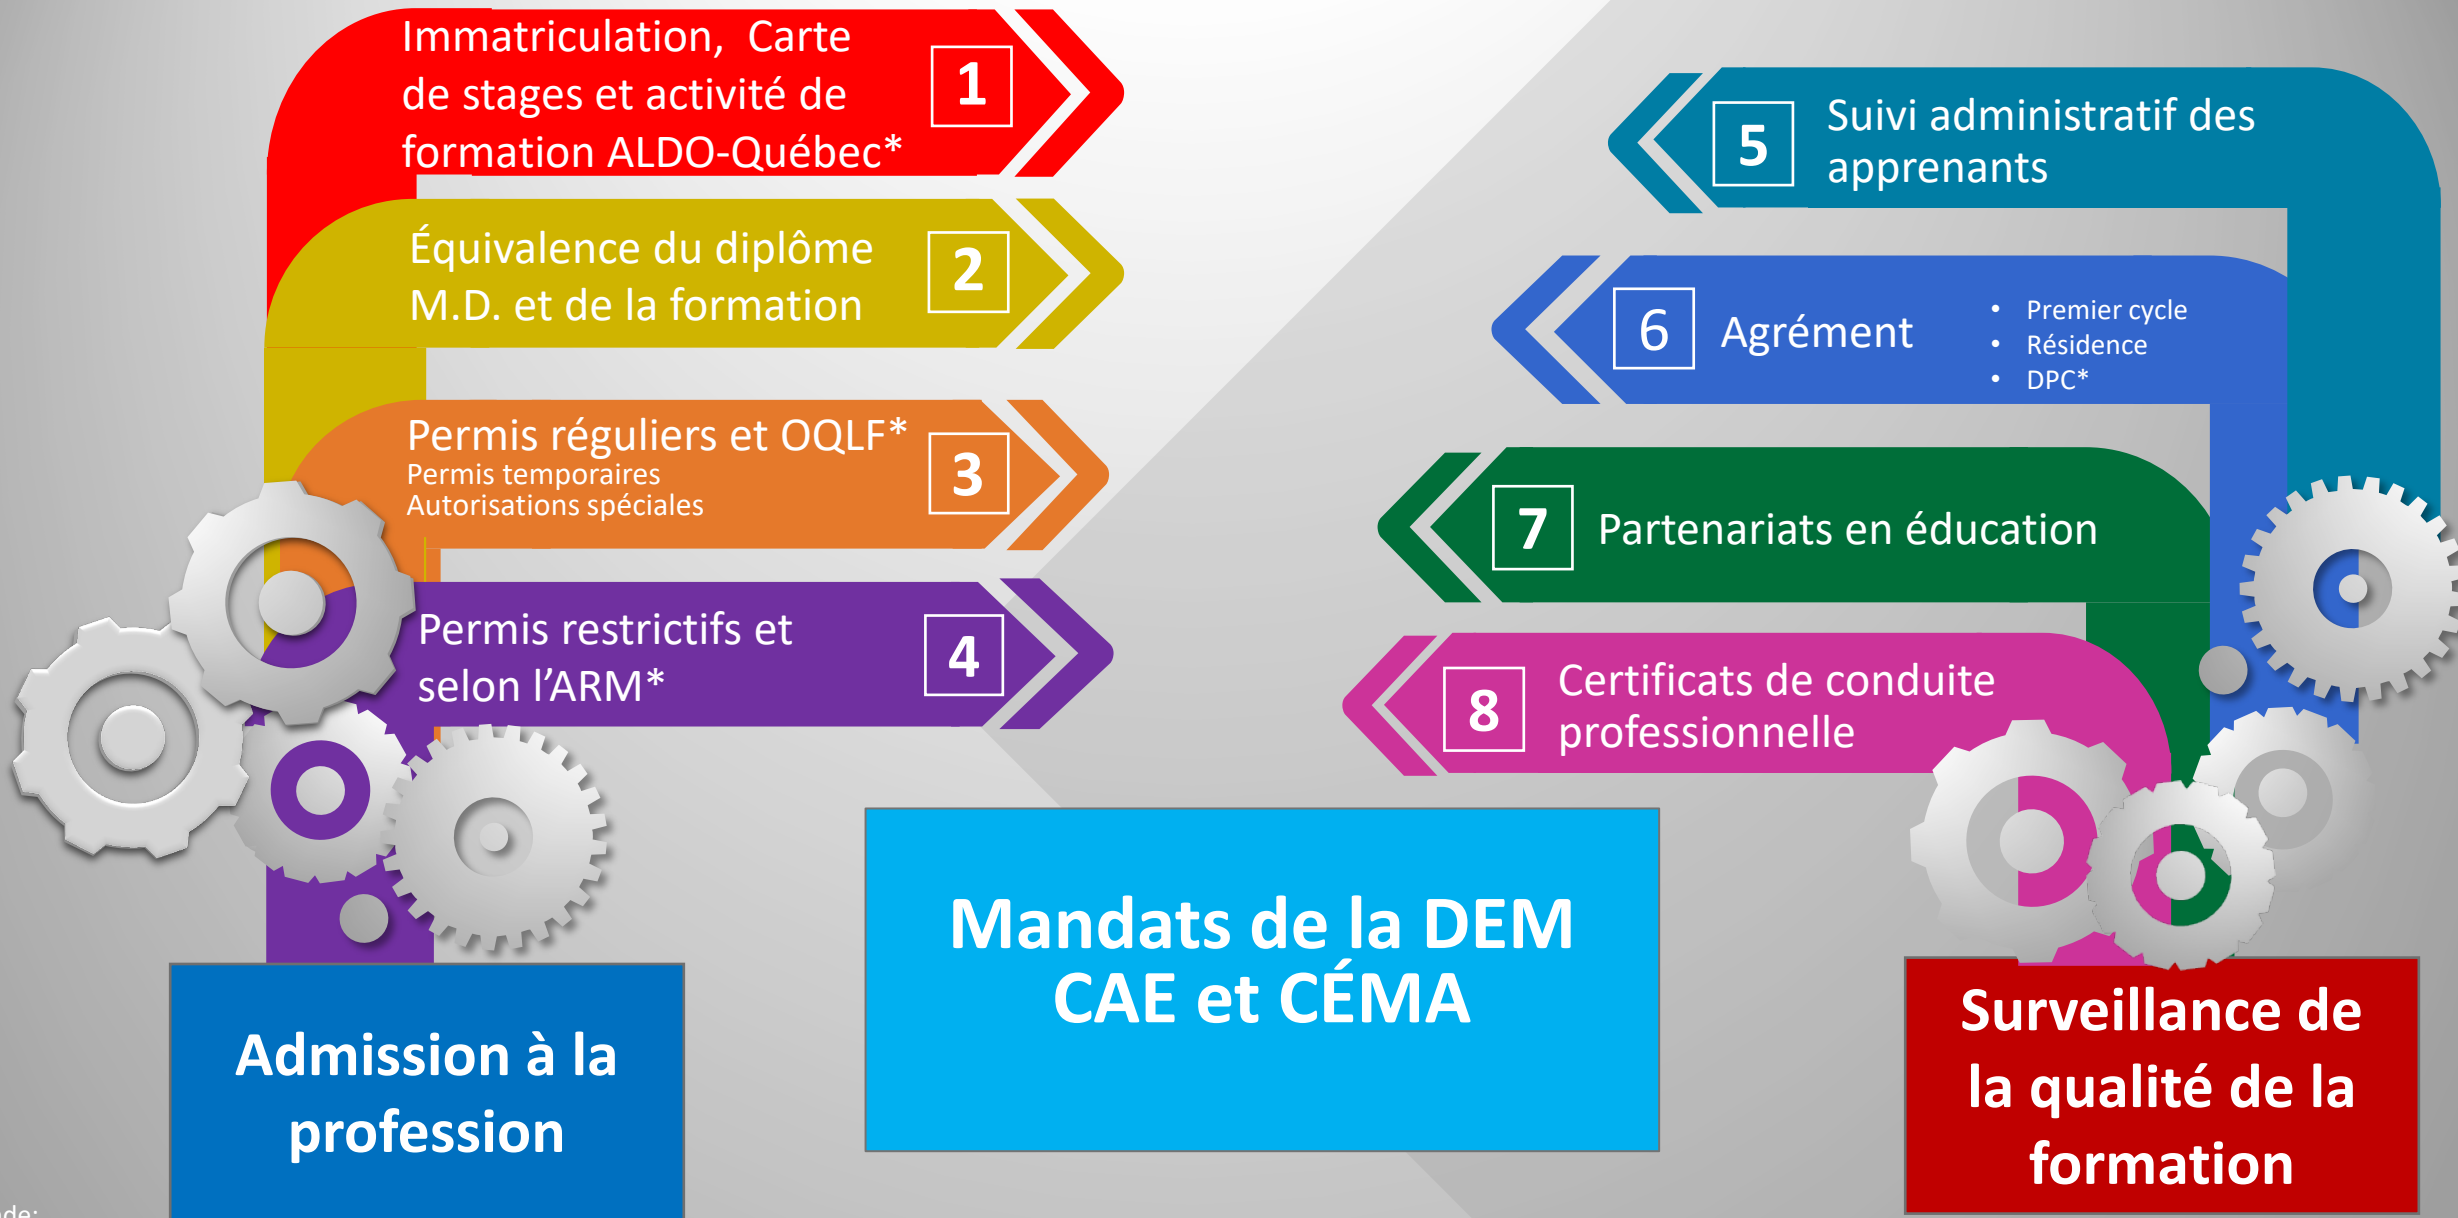 Immatriculation, Carte
de stages et activité de
formation ALDO-Québec*
1
Équivalence du diplôme
M.D. et de la formation
2
Permis réguliers et OQLF*
Permis temporaires
Autorisations spéciales
3
Permis restrictifs et
selon l'ARM*
4
5
Suivi administratif des
apprenants
6
Agrément
• Premier cycle
• Résidence
• DPC*
7
Partenariats en éducation
8
Certificats de conduite
professionnelle
Mandats de la DEM
CAE et CÉMA
Admission à la
profession
Surveillance de
la qualité de la
formation